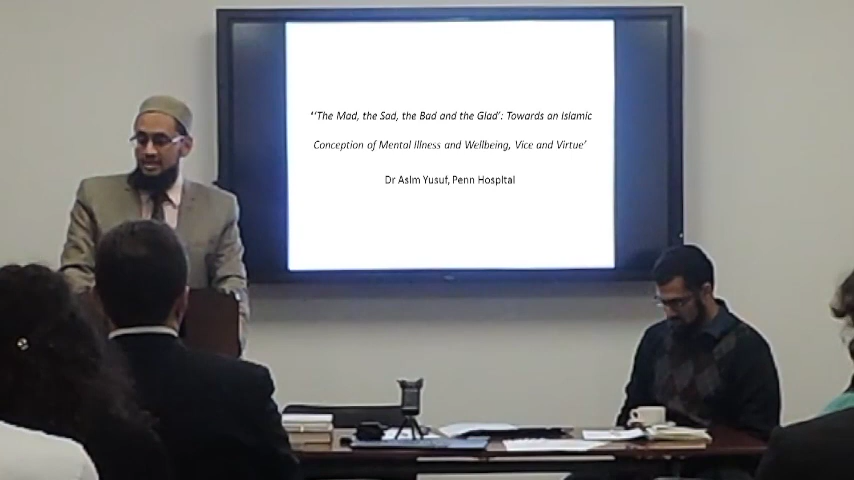 ‘‘The Mad, the Sad, the Bad and the Glad’: Towards an Islamic
Conception of Mental Illness and Wellbeing, Vice and Virtue’
Dr Asim Yusuf, Penn Hospital